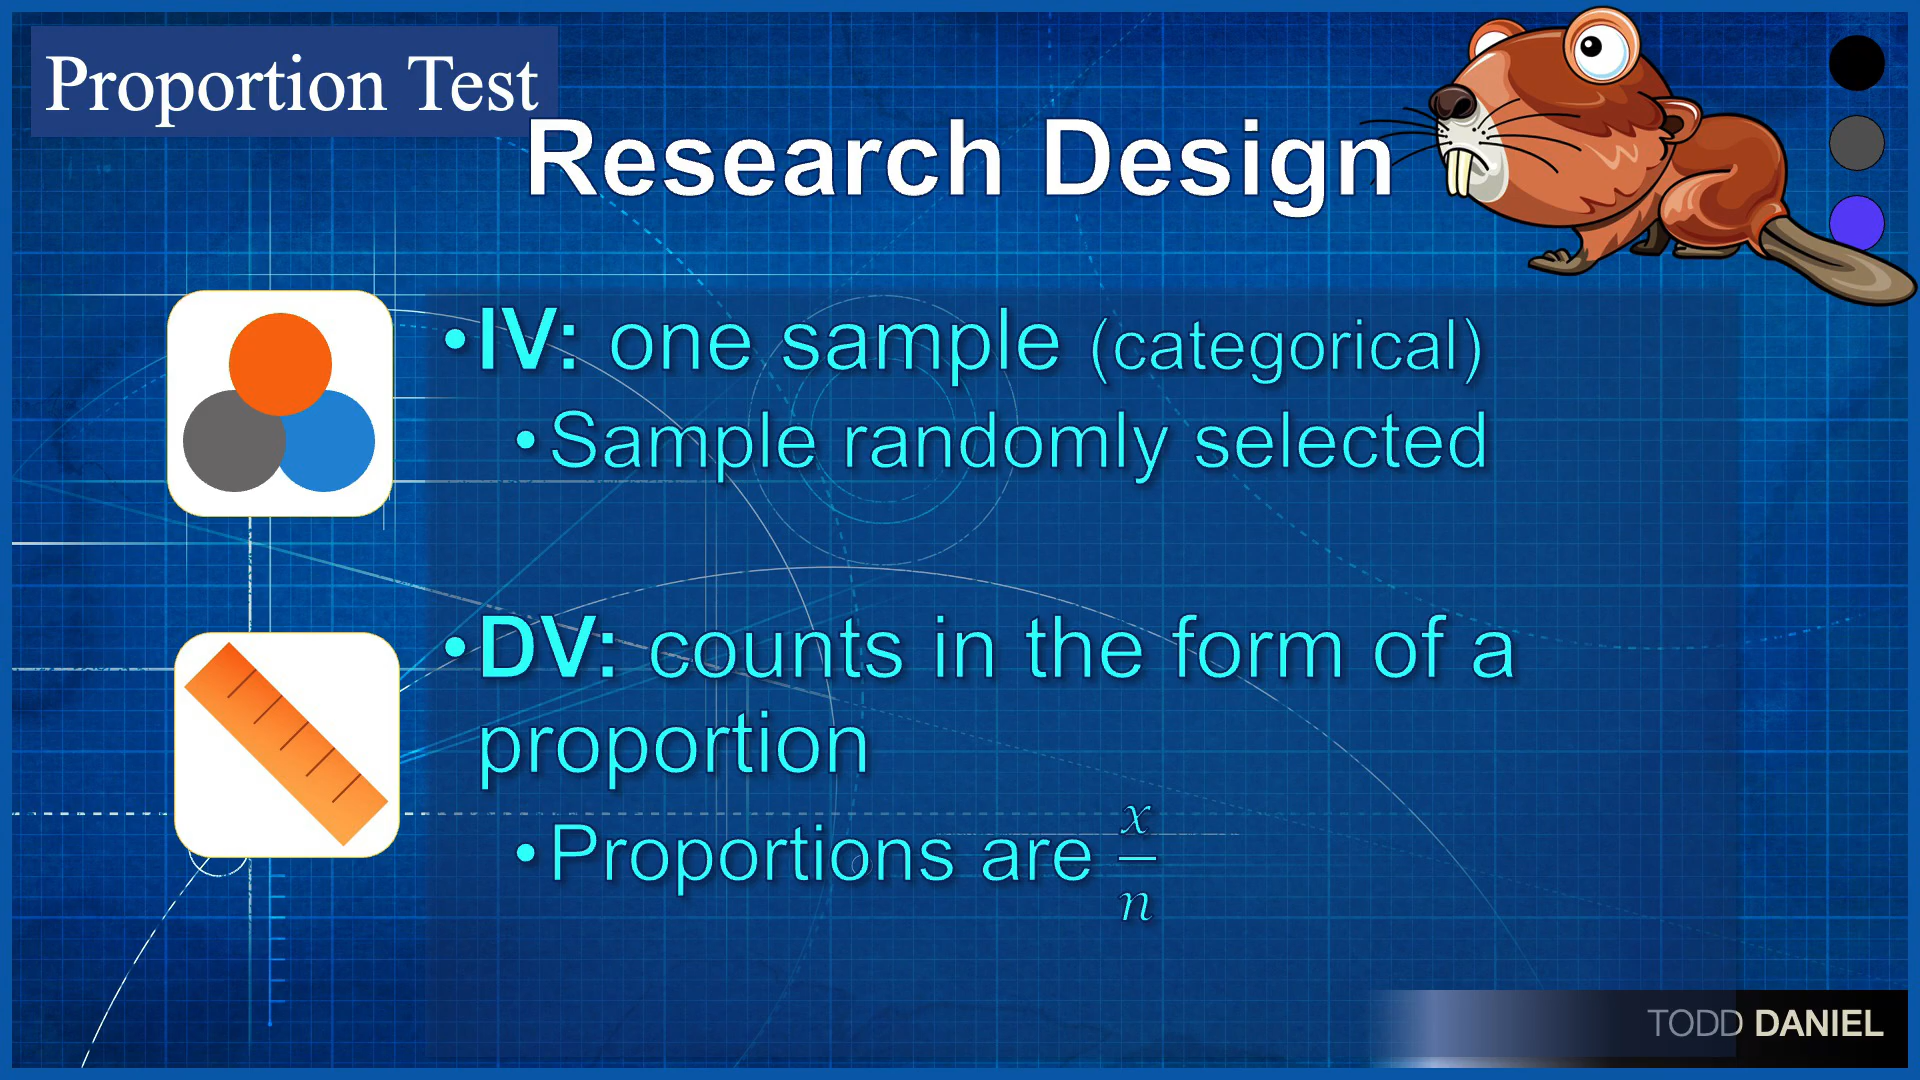 Proportion Test
Research Design
•IV: one sample (categorical)
•Sample randomly selected
•DV: counts in the form of a
proportion
•Proportions are x/n
TODD DANIEL